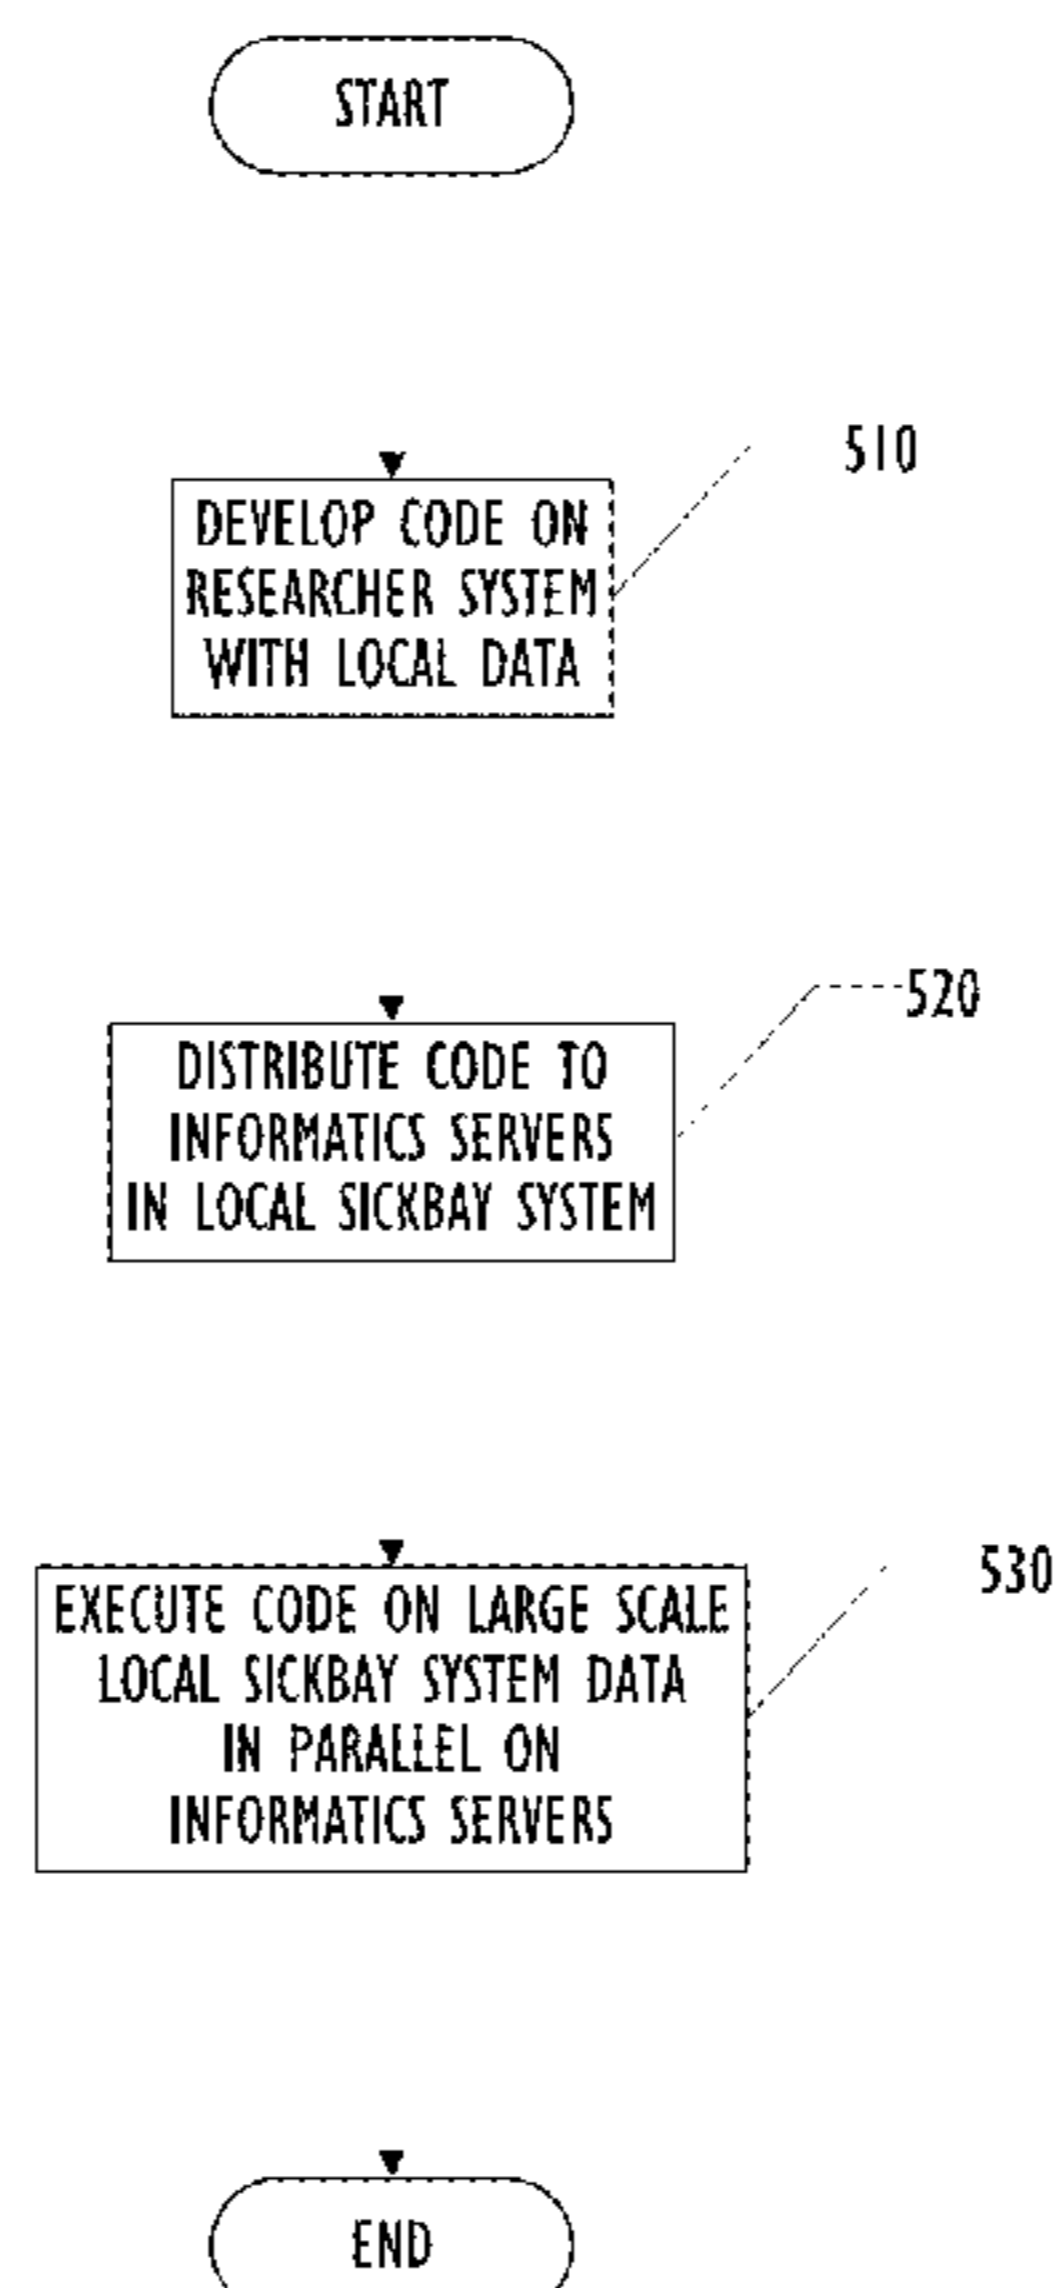 START
510
DEVELOP CODE ON
RESEARCHER SYSTEM
WITH LOCAL DATA
520
DISTRIBUTE CODE TO
INFORMATICS SERVERS
IN LOCAL SICKBAY SYSTEM
530
EXECUTE CODE ON LARGE SCALE
LOCAL SICKBAY SYSTEM DATA
IN PARALLEL ON
INFORMATICS SERVERS
END